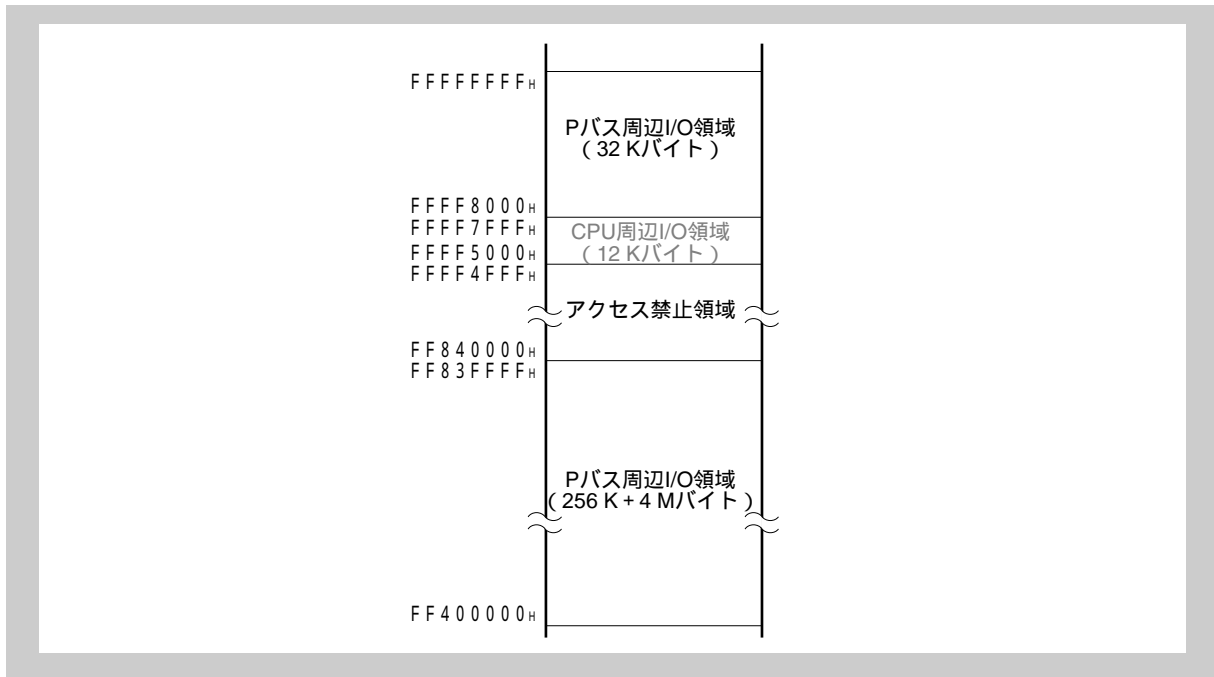 FFFFFFFFH
Pバス周辺I/O領域
（32 Kバイト）
FFFF8000H
FFFF7FFFH
CPU周辺I/O領域
FFFF5000H
（12 Kバイト）
FFFF4FFFH
アクセス禁止領域
FF840000H
FF83FFFFH
Pバス周辺I/O領域
（256 K + 4 Mバイト）
FF400000H